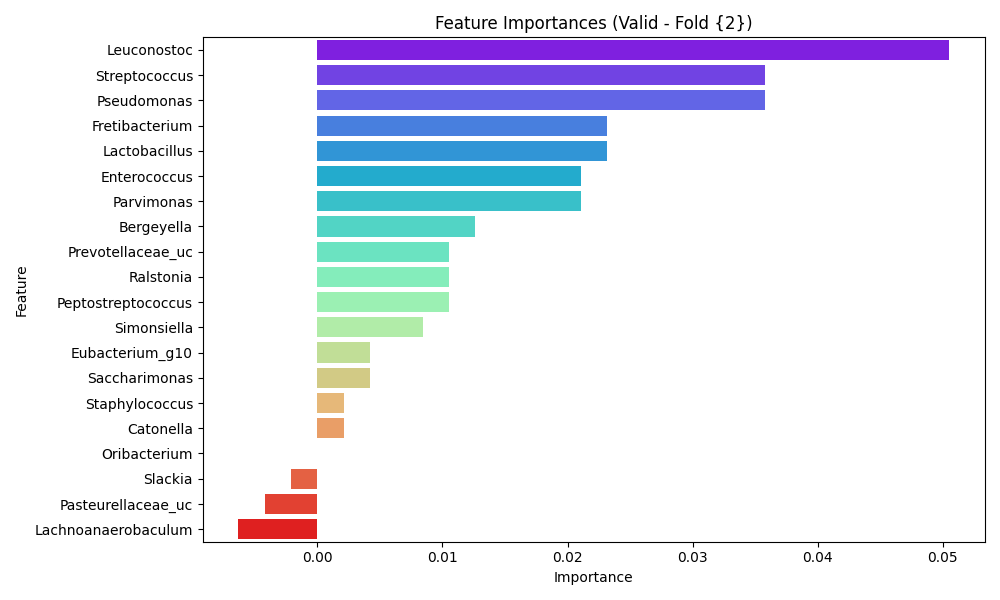 Feature Importances (Valid - Fold {2})
Leuconostoc
Streptococcus
Pseudomonas
Fretibacterium
Lactobacillus
Enterococcus
Parvimonas
Bergeyella
Prevotellaceae_uc
Ralstonia
Peptostreptococcus
Simonsiella
Eubacterium_g10
Saccharimonas
Staphylococcus
Catonella
Oribacterium
Slackia
Pasteurellaceae_uc
Lachnoanaerobaculum
Feature
0.00 0.01 0.02 0.03 0.04 0.05
Importance